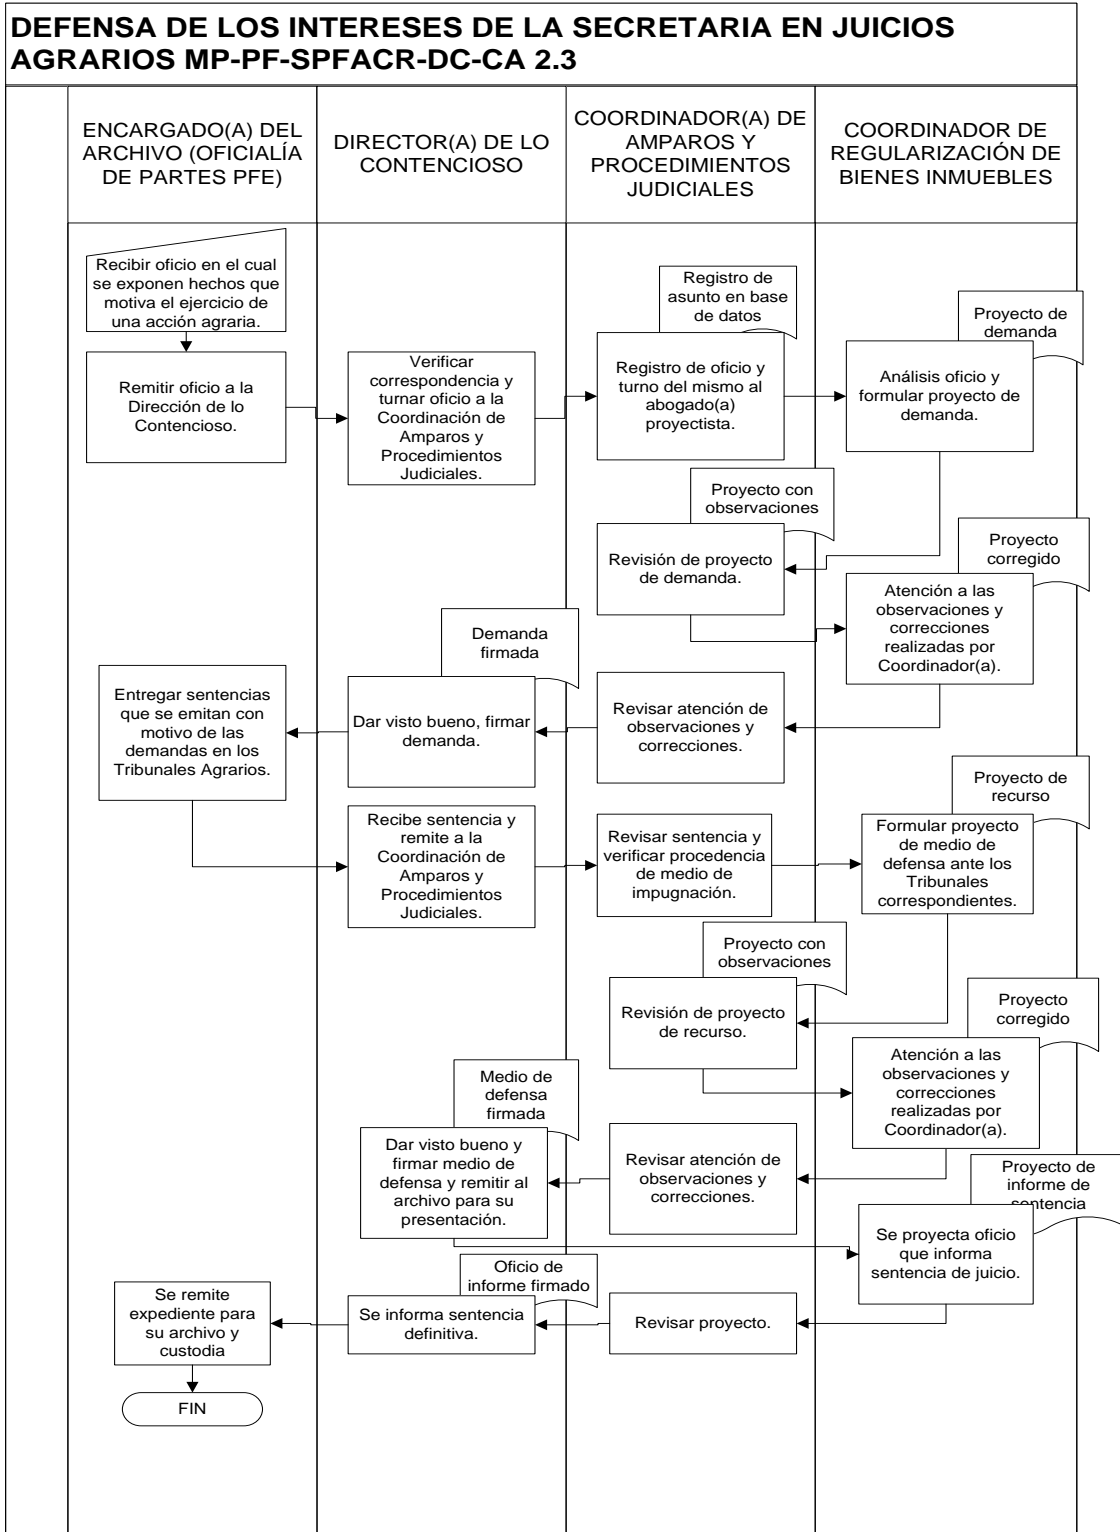 DEFENSA DE LOS INTERESES DE LA SECRETARIA EN JUICIOS
AGRARIOS MP-PF-SPFACR-DC-CA 2.3
ENCARGADO(A) DEL
ARCHIVO (OFICIALÍA
DE PARTES PFE)
DIRECTOR(A) DE LO
CONTENCIOSO
COORDINADOR(A) DE
AMPAROS Y
PROCEDIMIENTOS
JUDICIALES
COORDINADOR DE
REGULARIZACIÓN DE
BIENES INMUEBLES
Recibir oficio en el cual
se exponen hechos que
motiva el ejercicio de
una acción agraria.
Remitir oficio a la
Dirección de lo
Contencioso.
Verificar
correspondencia y
turnar oficio a la
Coordinación de
Amparos y
Procedimientos
Judiciales.
Registro de
asunto en base
de datos
Registro de oficio y
turno del mismo al
abogado(a)
proyectista.
Proyecto de
demanda
Análisis oficio y
formular proyecto de
demanda.
Proyecto con
observaciones
Revisión de proyecto
de demanda.
Proyecto
corregido
Atención a las
observaciones y
correcciones
realizadas por
Coordinador(a).
Revisar atención de
observaciones y
correcciones.
Demanda
firmada
Dar visto bueno, firmar
demanda.
Entregar sentencias
que se emitan con
motivo de las
demandas en los
Tribunales Agrarios.
Recibe sentencia y
remite a la
Coordinación de
Amparos y
Procedimientos
Judiciales.
Revisar sentencia y
verificar procedencia
de medio de
impugnación.
Proyecto de
recurso
Formular proyecto
de medio de
defensa ante los
Tribunales
correspondientes.
Proyecto con
observaciones
Revisión de proyecto
de recurso.
Proyecto
corregido
Atención a las
observaciones y
correcciones
realizadas por
Coordinador(a).
Revisar atención de
observaciones y
correcciones.
Medio de
defensa
firmada
Dar visto bueno y
firmar medio de
defensa y remitir al
archivo para su
presentación.
Proyecto de
informe de
sentencia
Se proyecta oficio
que informa
sentencia de juicio.
Revisar proyecto.
Oficio de
informe firmado
Se informa sentencia
definitiva.
Se remite
expediente para
su archivo y
custodia
FIN